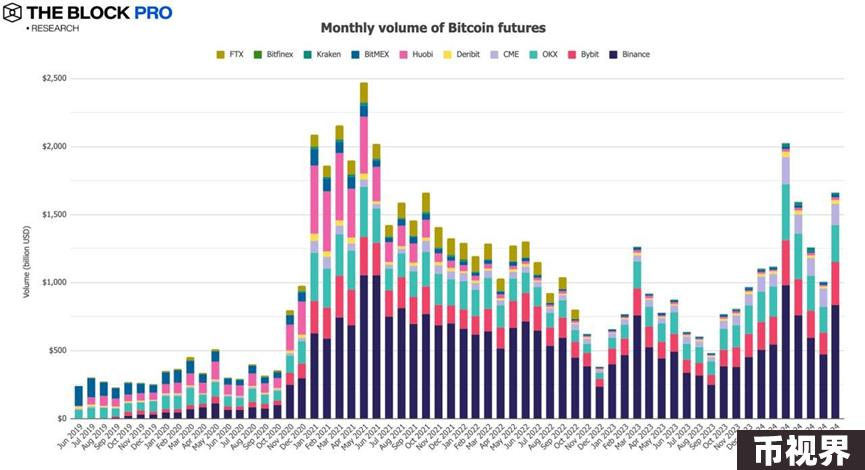 THE BLOCK PRO
• RESEARCH
Monthly volume of Bitcoin futures
FTX Bitfinex Kraken BitMEX Huobi Deribit CME OKX Bybit Binance
Volume (billion USD)
$2,500
$2,000
$1,500
$1,000
$500
$0
Jun 2019 Jul 2019 Aug 2019 Sep 2019 Oct 2019 Nov 2019 Dec 2019 Jan 2020 Feb 2020 Mar 2020 Apr 2020 May 2020 Jun 2020 Jul 2020 Aug 2020 Sep 2020 Oct 2020 Nov 2020 Dec 2020 Jan 2021 Feb 2021 Mar 2021 Apr 2021 May 2021 Jun 2021 Jul 2021 Aug 2021 Sep 2021 Oct 2021 Nov 2021 Dec 2021 Jan 2022 Feb 2022 Mar 2022 Apr 2022 May 2022 Jun 2022 Jul 2022 Aug 2022 Sep 2022 Oct 2022 Nov 2022 Dec 2022 Jan 2023 Feb 2023 Mar 2023 Apr 2023 May 2023 Jun 2023 Jul 2023 Aug 2023 Sep 2023 Oct 2023 Nov 2023
币视界